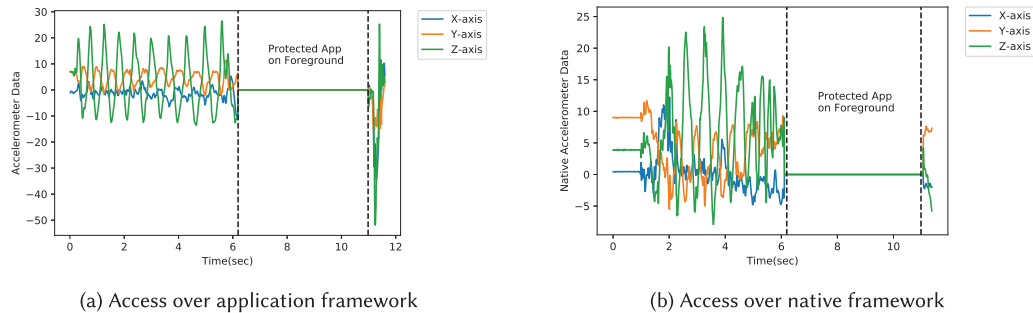 30
20
10
0
−10
−20
−30
−40
−50
Accelerometer Data
Protected App
on Foreground
X-axis
Y-axis
Z-axis
0 2 4 6 8 10 12
Time(sec)
(a) Access over application framework
25
20
15
10
5
0
−5
Native Accelerometer Data
Protected App
on Foreground
X-axis
Y-axis
Z-axis
0 2 4 6 8 10
Time(sec)
(b) Access over native framework